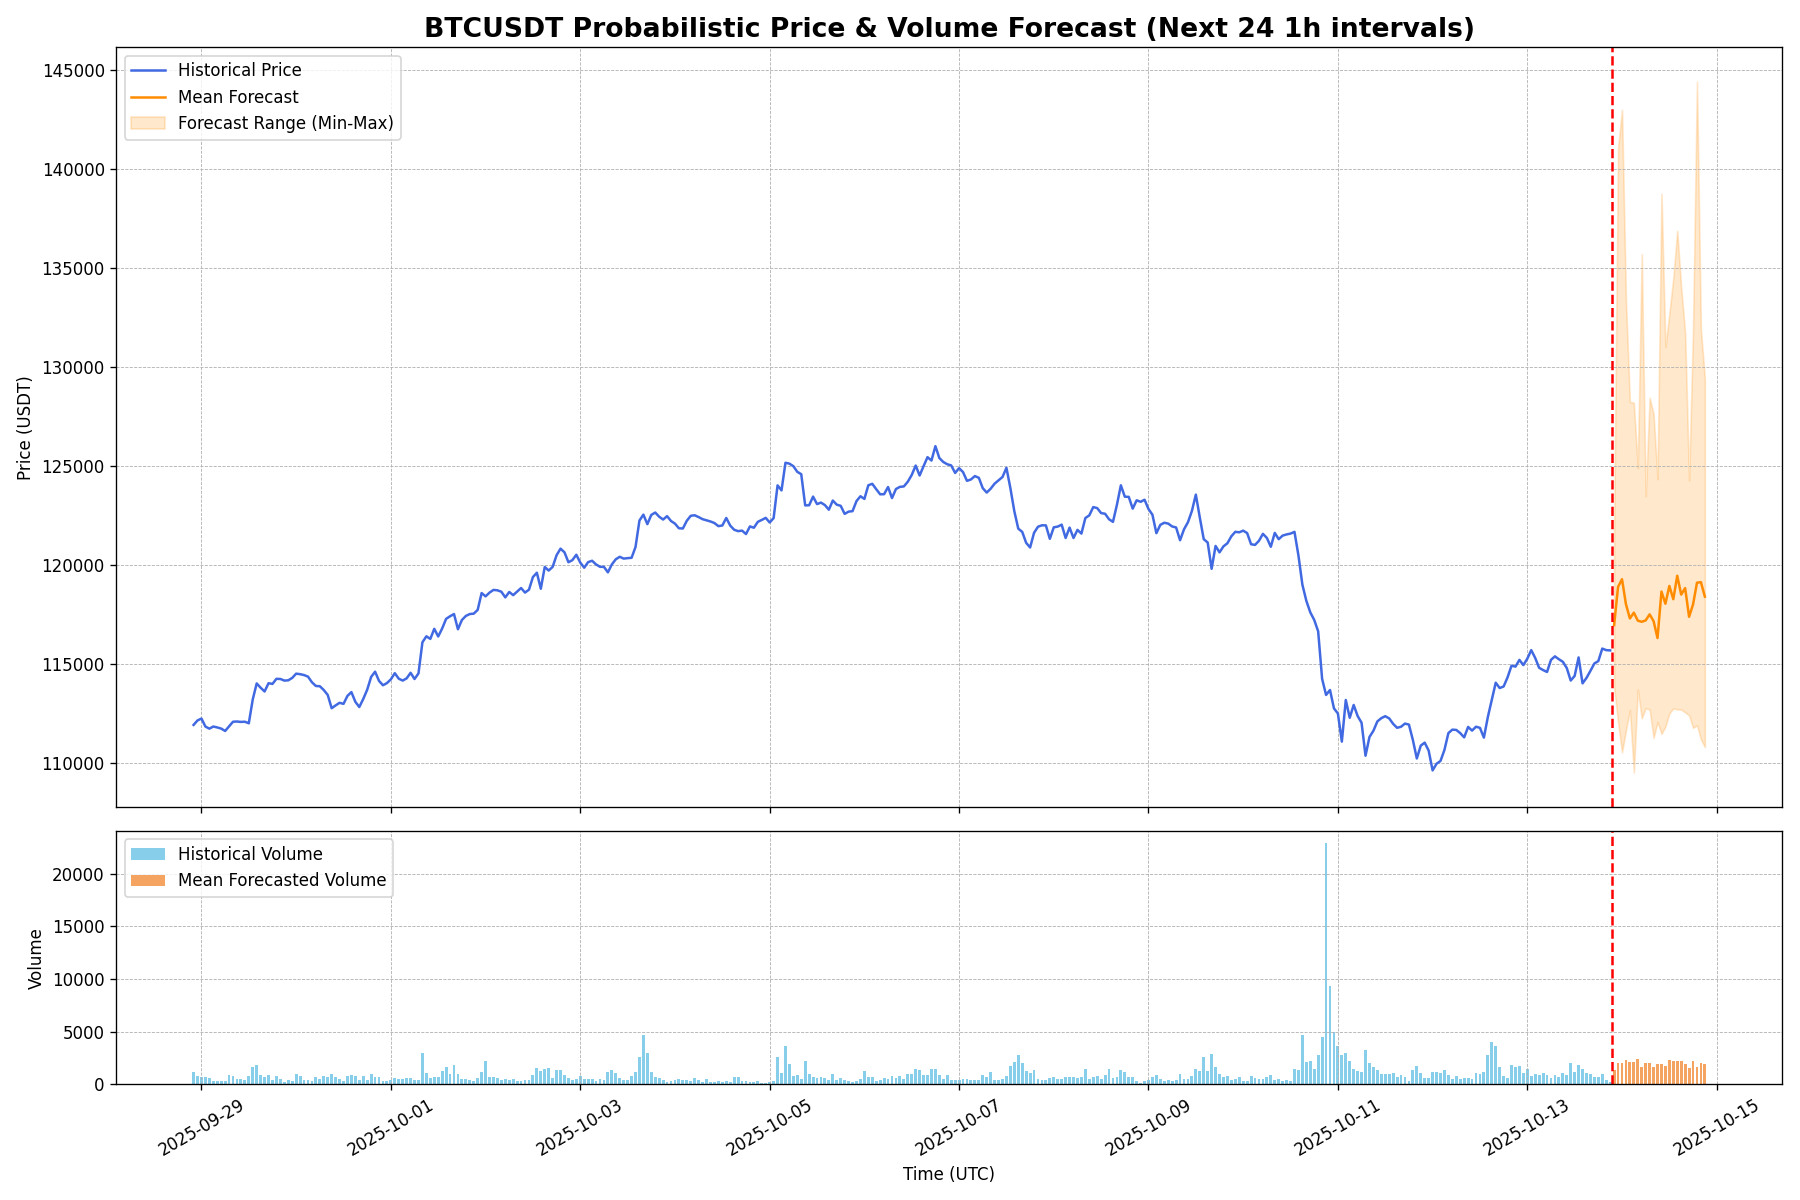 BTCUSDT Probabilistic Price & Volume Forecast (Next 24 1h intervals)
Historical Price
Mean Forecast
Forecast Range (Min-Max)
Price (USDT)
145000
140000
135000
130000
125000
120000
115000
110000
Historical Volume
Mean Forecasted Volume
Volume
20000
15000
10000
5000
0
2025-09-29
2025-10-01
2025-10-03
2025-10-05
2025-10-07
2025-10-09
2025-10-11
2025-10-13
2025-10-15
Time (UTC)